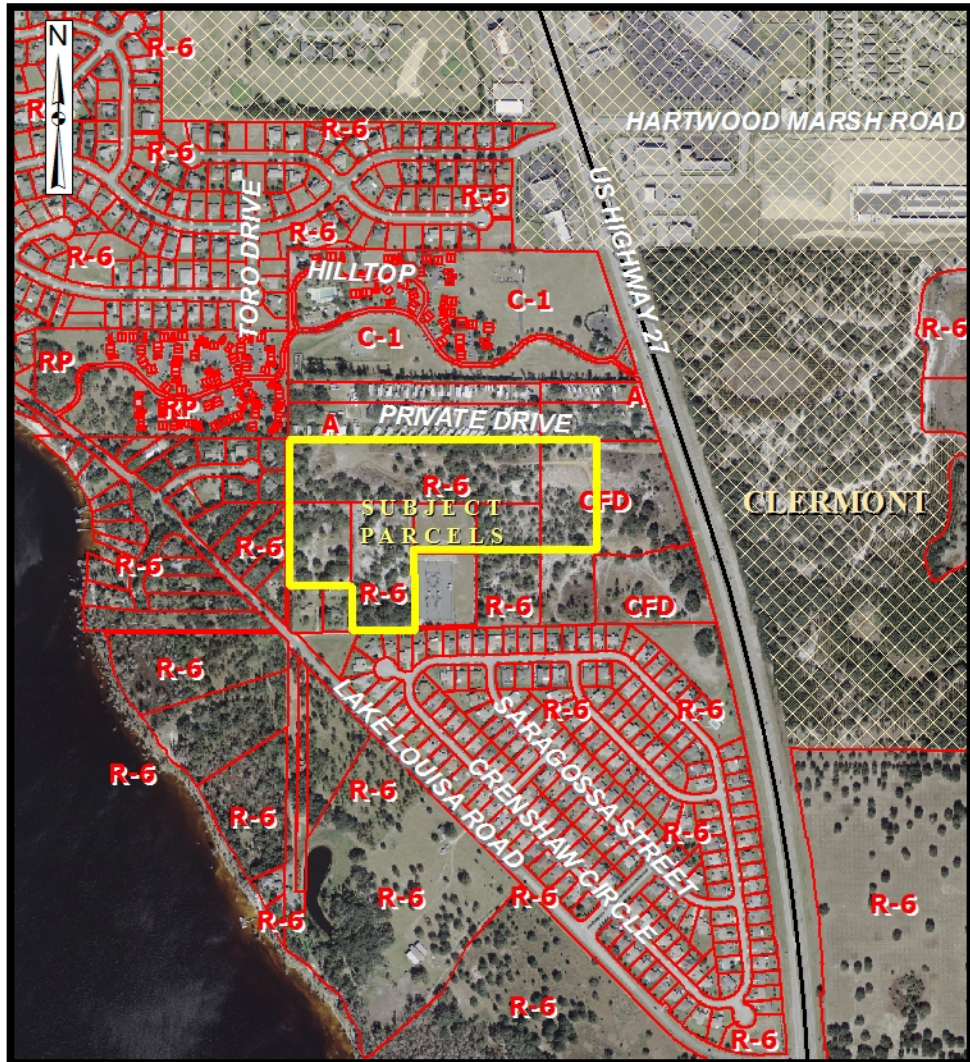 N
R-6
R-6
HARTWOOD MARSH ROAD
R-6
R-6
TORO DRIVE
US HIGHWAY 27
R-6
R-6
R-6
HILLTOP
C-1
C-1
R-6
RP
RP
A
PRIVATE DRIVE
A
R-6
CFD
SUBJECT
PARCELS
CLERMONT
R-6
R-6
R-6
R-6
CFD
R-6
LAKE LOUISA ROAD
SARAGOSSA STREET
CRENSHAW CIRCLE
R-6
R-6
R-6
R-6
R-6
R-6
R-6
R-6
R-6
R-6
R-6
R-6